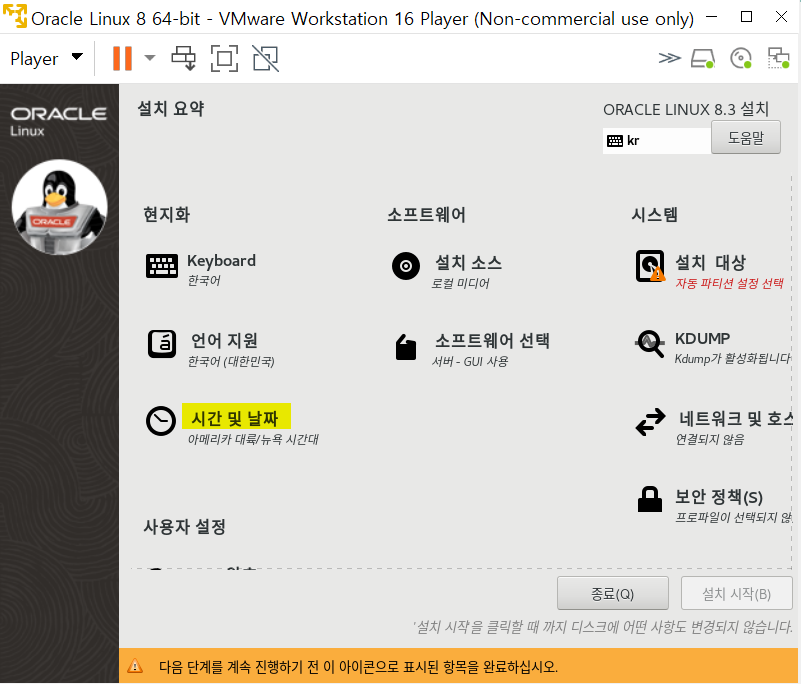 Oracle Linux 8 64-bit - VMware Workstation 16 Player (Non-commercial use only)
Player
ORACLE
Linux
ORACLE
설치 요약
ORACLE LINUX 8.3 설치
kr
도움말
현지화
소프트웨어
시스템
Keyboard
한국어
설치 소스
로컬 미디어
설치 대상
자동 파티션 설정 선택
언어 지원
한국어 (대한민국)
소프트웨어 선택
서버 - GUI 사용
KDUMP
Kdump가 활성화됩니다
시간 및 날짜
아메리카 대륙/뉴욕 시간대
네트워크 및 호스
연결되지 않음
보안 정책(S)
프로파일이 선택되지 않
사용자 설정
종료(Q)
설치 시작(B)
'설치 시작'을 클릭할 때 까지 디스크에 어떤 사항도 변경되지 않습니다.
다음 단계를 계속 진행하기 전 이 아이콘으로 표시된 항목을 완료하십시오.